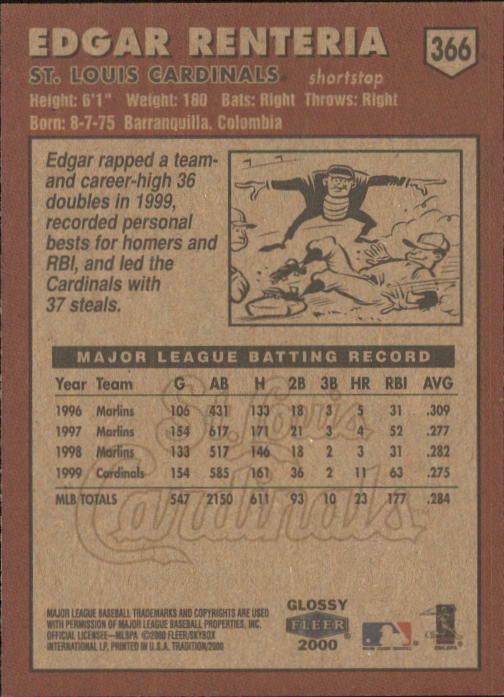 EDGAR RENTERIA
366
ST. LOUIS CARDINALS® shortstop
Height: 6'1" Weight: 180 Bats: Right Throws: Right
Born: 8-7-75 Barranquilla, Colombia
Edgar rapped a team-
and career-high 36
doubles in 1999,
recorded personal
bests for homers and
RBI, and led the
Cardinals with
37 steals.
MAJOR LEAGUE BATTING RECORD
Year Team G AB H 2B 3B HR RBI AVG
1996 Marlins 106 431 133 18 3 5 31 .309
1997 Marlins 154 617 171 21 3 4 52 .277
1998 Marlins 133 517 146 18 2 3 31 .282
1999 Cardinals 154 585 161 36 2 11 63 .275
MLB TOTALS 547 2150 611 93 10 23 177 .284
St. Louis
Cardinals
MAJOR LEAGUE BASEBALL TRADEMARKS AND COPYRIGHTS ARE USED
WITH PERMISSION OF MAJOR LEAGUE BASEBALL PROPERTIES, INC.
OFFICIAL LICENSEE—MLBPA ©2000 FLEER/SKYBOX
INTERNATIONAL LP, PRINTED IN U.S.A. TRADITION/2000
GLOSSY
FLEER
2000